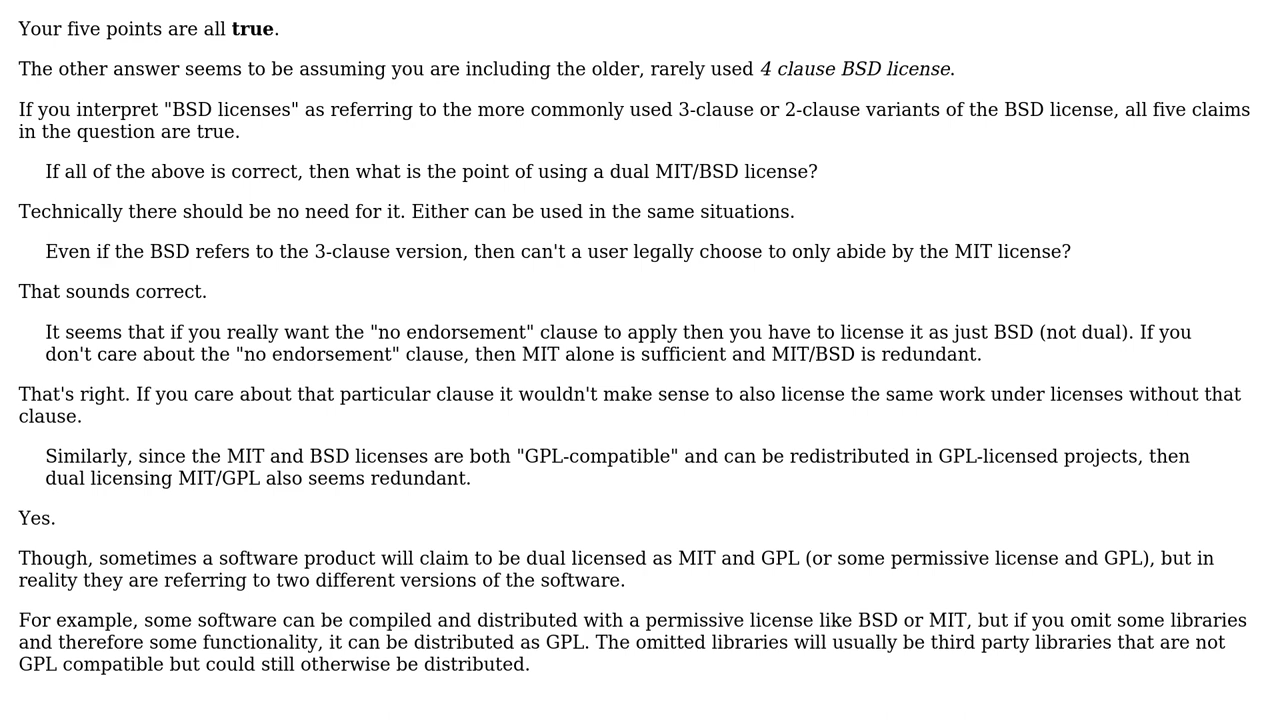 Your five points are all true.
The other answer seems to be assuming you are including the older, rarely used 4 clause BSD license.
If you interpret "BSD licenses" as referring to the more commonly used 3-clause or 2-clause variants of the BSD license, all five claims
in the question are true.
If all of the above is correct, then what is the point of using a dual MIT/BSD license?
Technically there should be no need for it. Either can be used in the same situations.
Even if the BSD refers to the 3-clause version, then can't a user legally choose to only abide by the MIT license?
That sounds correct.
It seems that if you really want the "no endorsement" clause to apply then you have to license it as just BSD (not dual). If you
don't care about the "no endorsement" clause, then MIT alone is sufficient and MIT/BSD is redundant.
That's right. If you care about that particular clause it wouldn't make sense to also license the same work under licenses without that
clause.
Similarly, since the MIT and BSD licenses are both "GPL-compatible" and can be redistributed in GPL-licensed projects, then
dual licensing MIT/GPL also seems redundant.
Yes.
Though, sometimes a software product will claim to be dual licensed as MIT and GPL (or some permissive license and GPL), but in
reality they are referring to two different versions of the software.
For example, some software can be compiled and distributed with a permissive license like BSD or MIT, but if you omit some libraries
and therefore some functionality, it can be distributed as GPL. The omitted libraries will usually be third party libraries that are not
GPL compatible but could still otherwise be distributed.